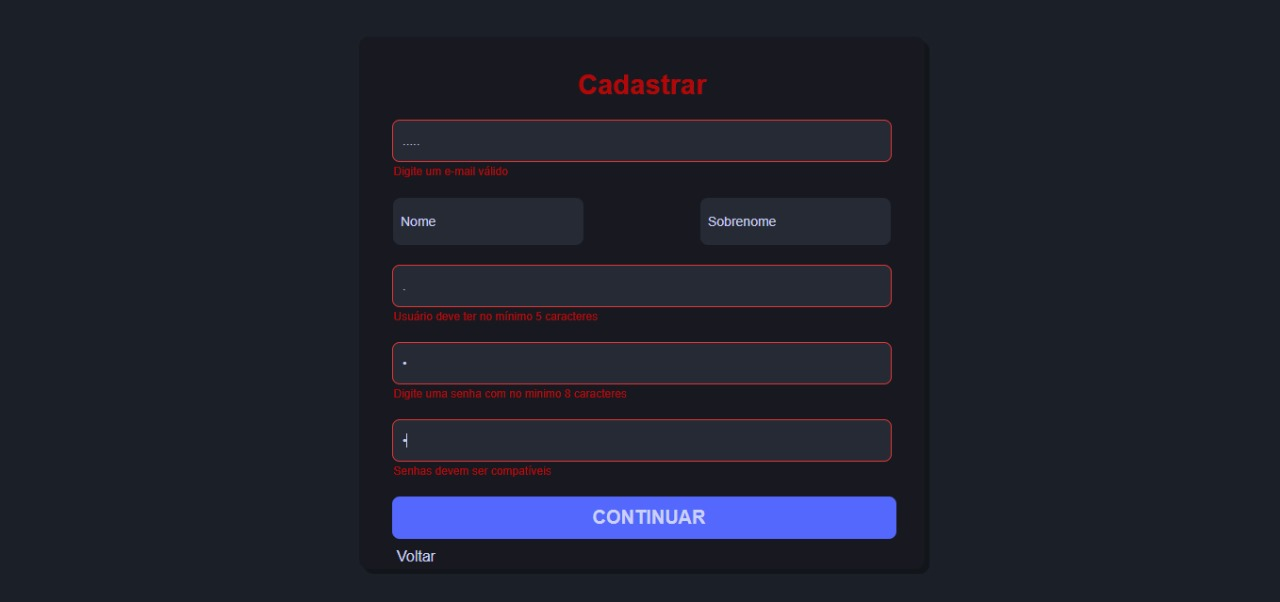 Cadastrar
.....
Digite um e-mail válido
Nome Sobrenome
.
Usuário deve ter no mínimo 5 caracteres
•
Digite uma senha com no minimo 8 caracteres
•
Senhas devem ser compatíveis
CONTINUAR
Voltar